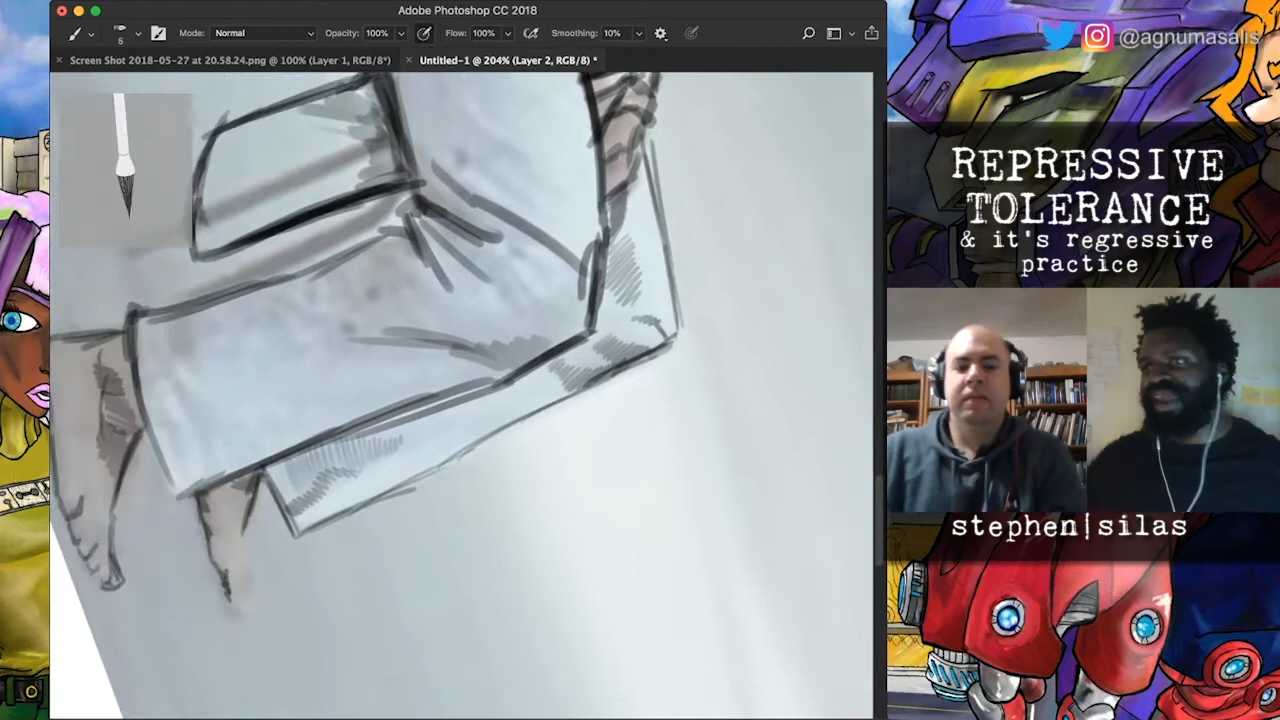 Adobe Photoshop CC 2018
5 Mode: Normal Opacity: 100% Flow: 100% Smoothing: 10%
× Screen Shot 2018-05-27 at 20.58.24.png @ 100% (Layer 1, RGB/8*) × Untitled-1 @ 204% (Layer 2, RGB/8) *
@agnumasalis
REPRESSIVE
TOLERANCE
& it's regressive
practice
stephen|silas